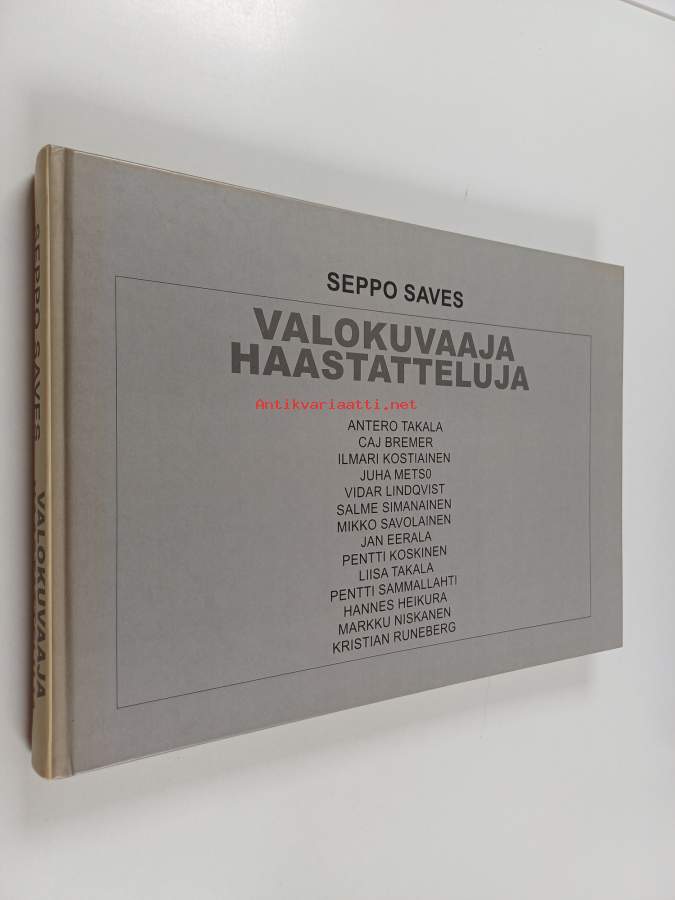 SEPPO SAVES
VALOKUVAAJA
HAASTATTELUJA
Antikvariaatti.net
ANTERO TAKALA
CAJ BREMER
ILMARI KOSTIAINEN
JUHA METS0
VIDAR LINDQVIST
SALME SIMANAINEN
MIKKO SAVOLAINEN
JAN EERALA
PENTTI KOSKINEN
LIISA TAKALA
PENTTI SAMMALLAHTI
HANNES HEIKURA
MARKKU NISKANEN
KRISTIAN RUNEBERG
SEPPO SAVES VALOKUVAAJA